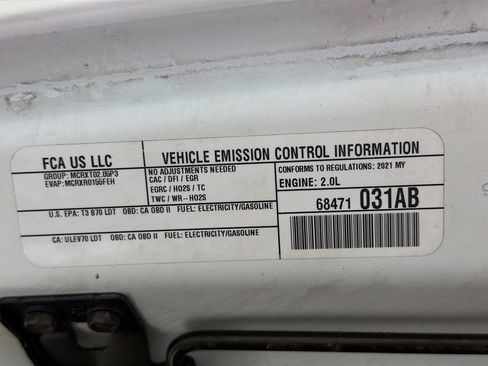 FCA US LLC
GROUP: MCRXT02.05P3
EVAP: MCRXR0155FEH
VEHICLE EMISSION CONTROL INFORMATION
NO ADJUSTMENTS NEEDED
CAC / DFI / EGR
EGRC / HO2S / TC
TWC / WR-HO2S
CONFORMS TO REGULATIONS: 2021 MY
ENGINE: 2.0L
U.S. EPA: T3 B70 LDT OBD: CA OBD II FUEL: ELECTRICITY/GASOLINE
CA: ULEV70 LDT OBD: CA OBD II FUEL: ELECTRICITY/GASOLINE
68471 031AB